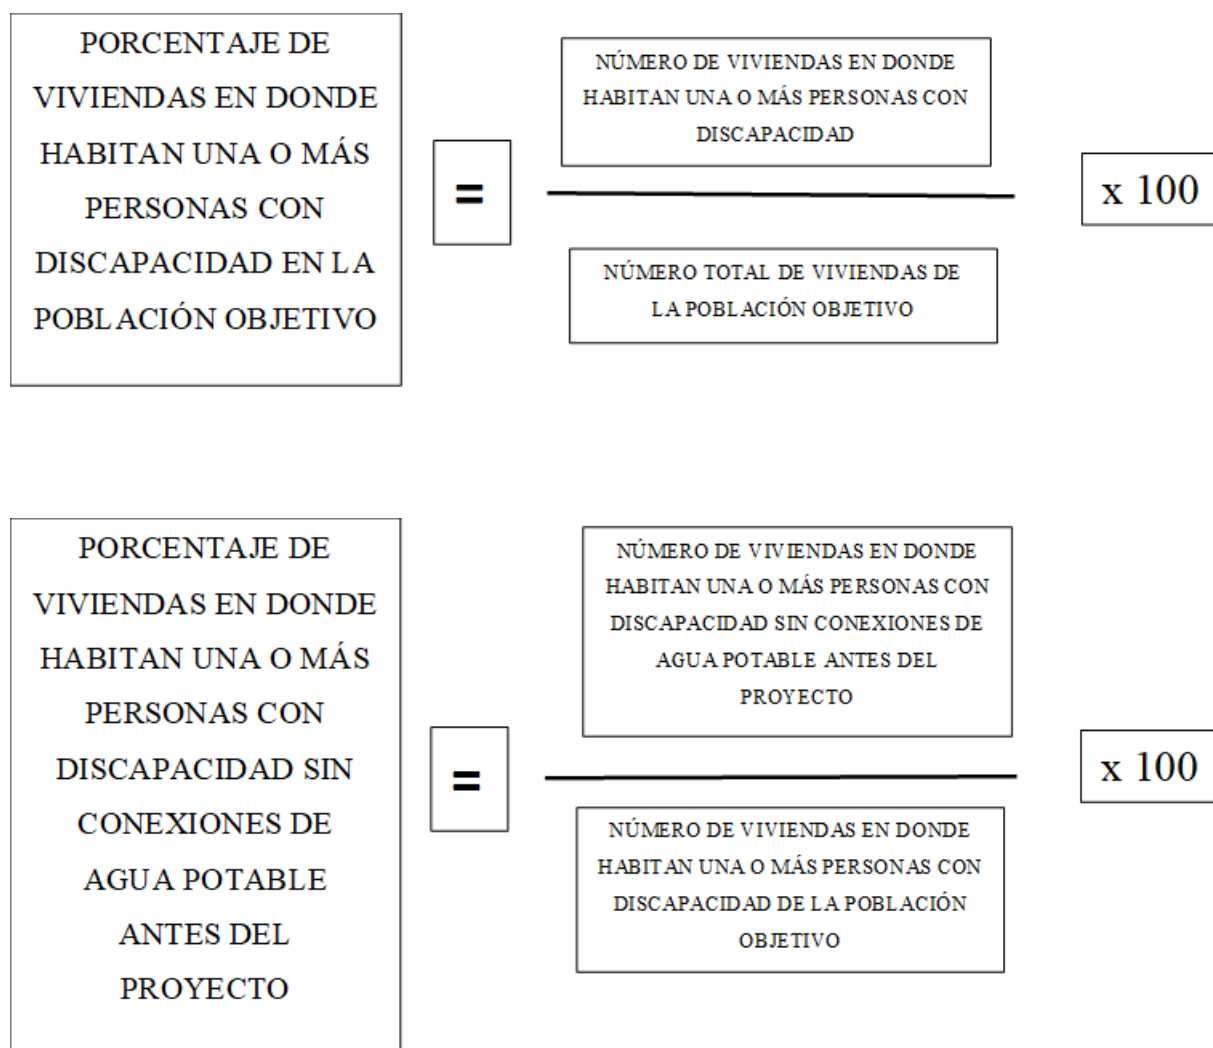 PORCENTAJE DE
VIVIENDAS EN DONDE
HABITAN UNA O MÁS
PERSONAS CON
DISCAPACIDAD EN LA
POBLACIÓN OBJETIVO
=
NÚMERO DE VIVIENDAS EN DONDE
HABITAN UNA O MÁS PERSONAS CON
DISCAPACIDAD
NÚMERO TOTAL DE VIVIENDAS DE
LA POBLACIÓN OBJETIVO
x 100
PORCENTAJE DE
VIVIENDAS EN DONDE
HABITAN UNA O MÁS
PERSONAS CON
DISCAPACIDAD SIN
CONEXIONES DE
AGUA POTABLE
ANTES DEL
PROYECTO
=
NÚMERO DE VIVIENDAS EN DONDE
HABITAN UNA O MÁS PERSONAS CON
DISCAPACIDAD SIN CONEXIONES DE
AGUA POTABLE ANTES DEL
PROYECTO
NÚMERO DE VIVIENDAS EN DONDE
HABITAN UNA O MÁS PERSONAS CON
DISCAPACIDAD DE LA POBLACIÓN
OBJETIVO
x 100